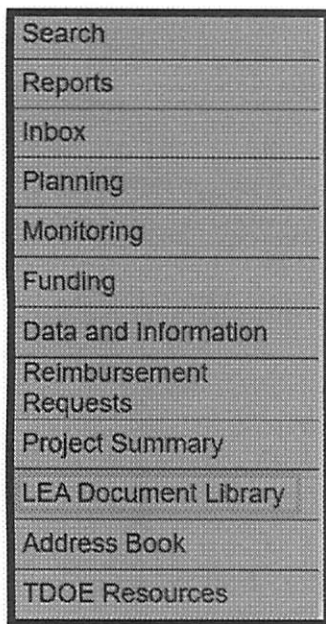 Search
Reports
Inbox
Planning
Monitoring
Funding
Data and Information
Reimbursement
Requests
Project Summary
LEA Document Library
Address Book
TDOE Resources